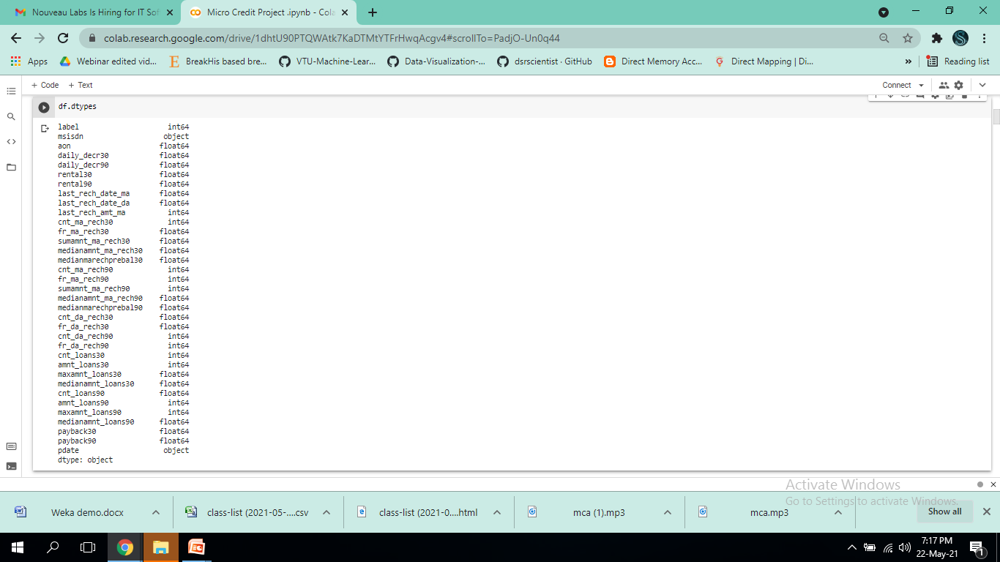 Nouveau Labs Is Hiring for IT Sof
Micro Credit Project .ipynb - Cola
colab.research.google.com/drive/1dhtU90PTQWAtk7KaDTMtYTFrHwqAcgv4#scrollTo=PadjO-Un0q44
Apps
Webinar edited vid...
BreakHis based bre...
VTU-Machine-Lear...
Data-Visualization-...
dsrscientist · GitHub
Direct Memory Acc...
Direct Mapping | Di...
»
Reading list
+ Code + Text
Connect
df.dtypes
label int64
msisdn object
aon float64
daily_decr30 float64
daily_decr90 float64
rental30 float64
rental90 float64
last_rech_date_ma float64
last_rech_date_da float64
last_rech_amt_ma int64
cnt_ma_rech30 int64
fr_ma_rech30 float64
sumamnt_ma_rech30 float64
medianamnt_ma_rech30 float64
medianmarechprebal30 float64
cnt_ma_rech90 int64
fr_ma_rech90 int64
sumamnt_ma_rech90 int64
medianamnt_ma_rech90 float64
medianmarechprebal90 float64
cnt_da_rech30 float64
fr_da_rech30 float64
cnt_da_rech90 int64
fr_da_rech90 int64
cnt_loans30 int64
amnt_loans30 int64
maxamnt_loans30 float64
medianamnt_loans30 float64
cnt_loans90 float64
amnt_loans90 int64
maxamnt_loans90 int64
medianamnt_loans90 float64
payback30 float64
payback90 float64
pdate object
dtype: object
Activate Windows
Go to Settings to activate Windows.
Weka demo.docx
class-list (2021-05-....csv
class-list (2021-0....html
mca (1).mp3
mca.mp3
Show all
7:17 PM
22-May-21
1